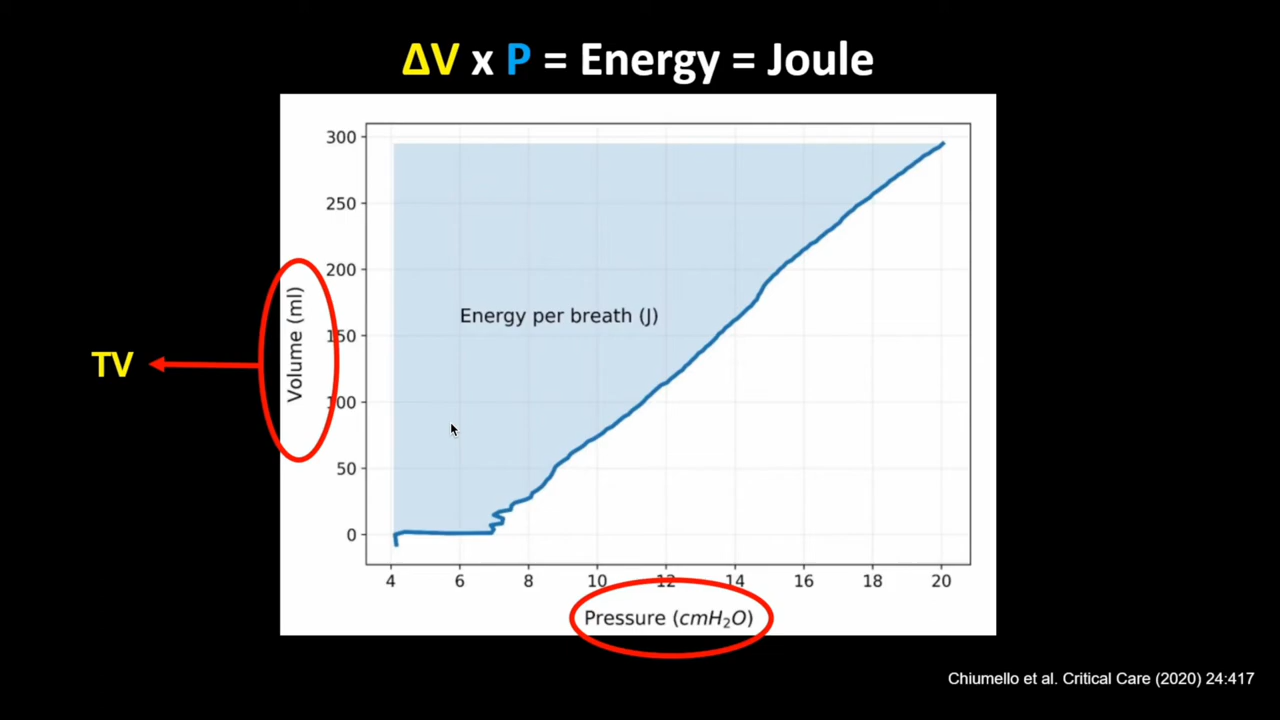 ΔV x P = Energy = Joule
300
250
200
150
100
50
0
Volume (ml)
TV
Energy per breath (J)
4 6 8 10 12 14 16 18 20
Pressure (cmH₂O)
Chiumello et al. Critical Care (2020) 24:417